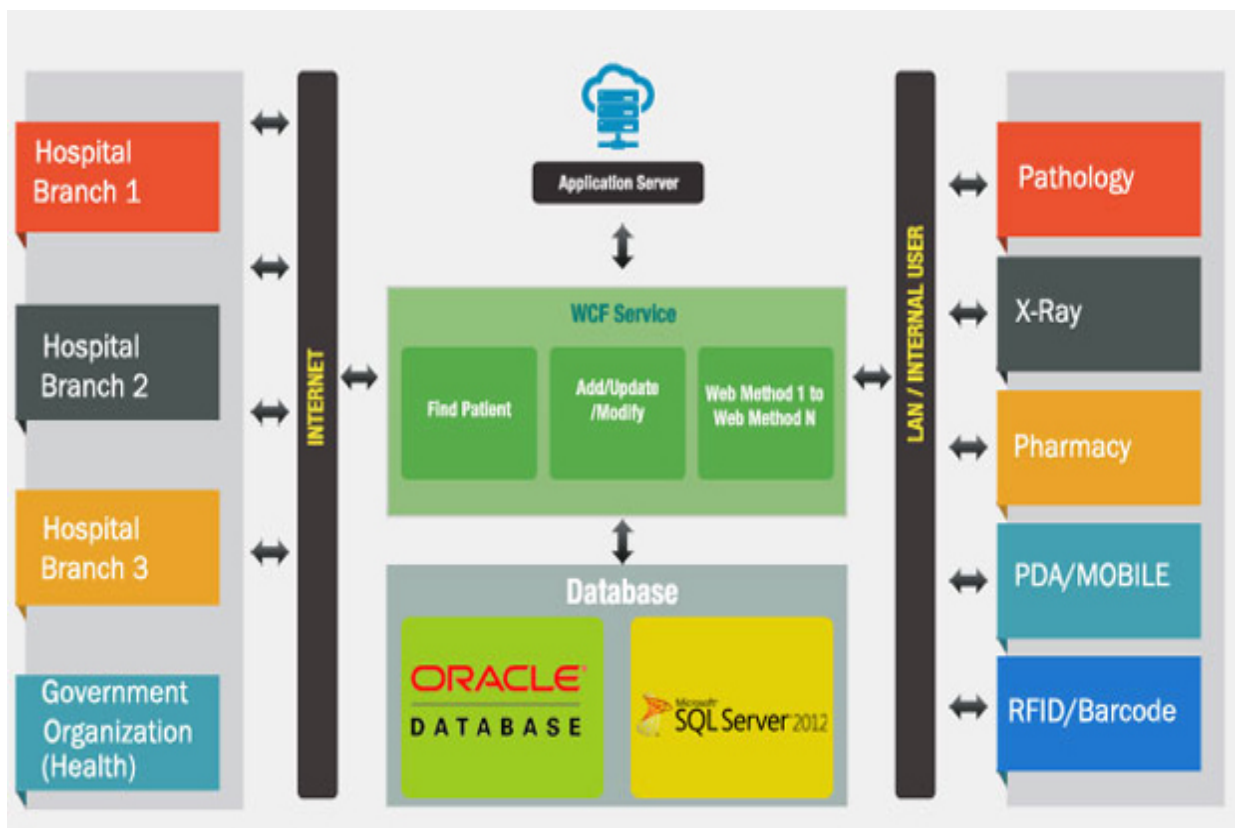 Hospital
Branch 1
Hospital
Branch 2
Hospital
Branch 3
Government
Organization
(Health)
INTERNET
Application Server
WCF Service
Find Patient
Add/Update
/Modify
Web Method 1 to
Web Method N
Database
ORACLE
DATABASE
Microsoft
SQL Server 2012
LAN / INTERNAL USER
Pathology
X-Ray
Pharmacy
PDA/MOBILE
RFID/Barcode